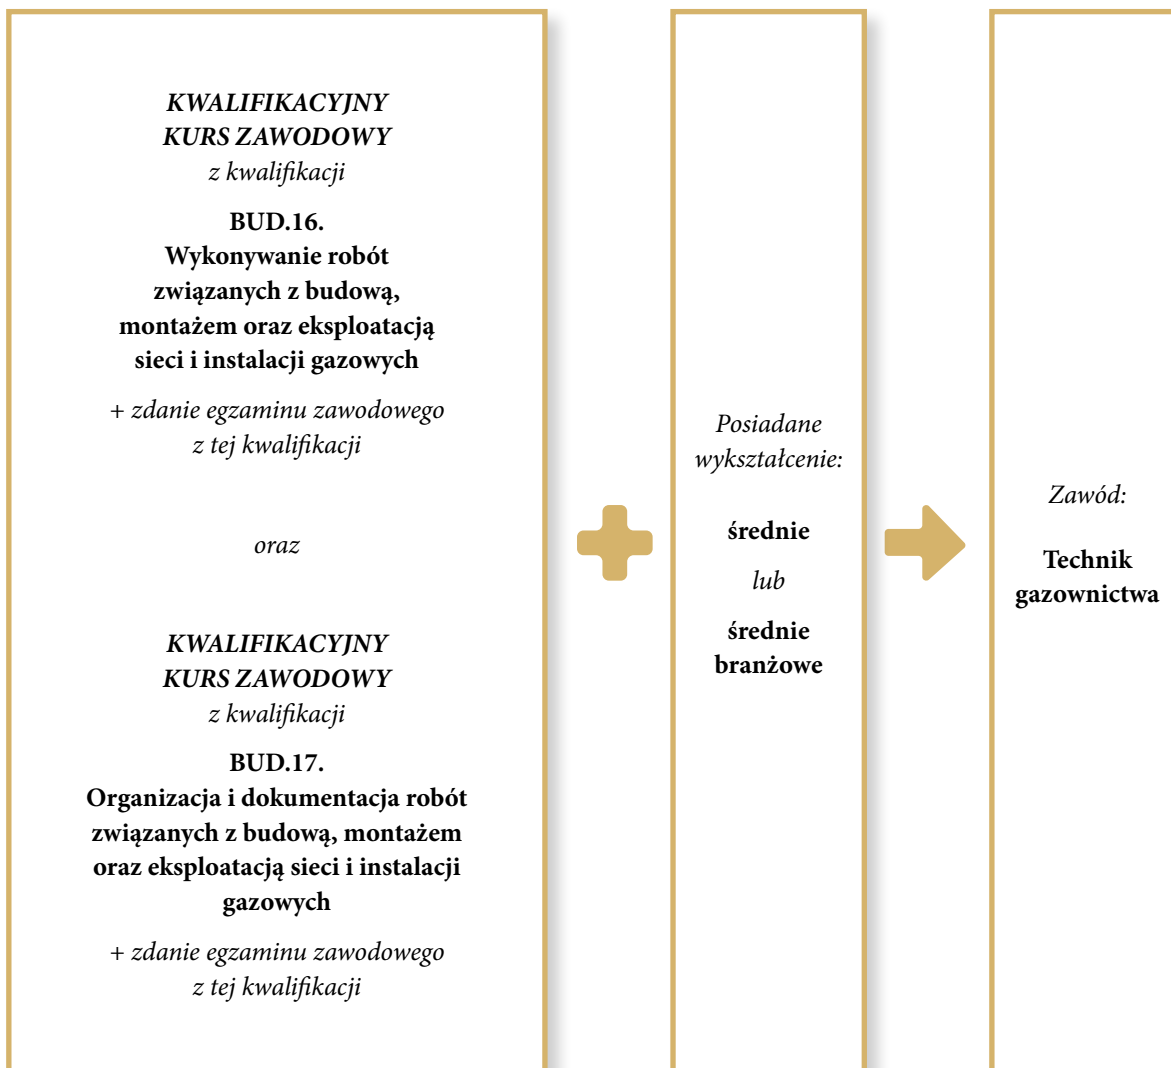 KWALIFIKACYJNY
KURS ZAWODOWY
z kwalifikacji
BUD.16.
Wykonywanie robót
związanych z budową,
montażem oraz eksploatacją
sieci i instalacji gazowych
+ zdanie egzaminu zawodowego
z tej kwalifikacji
oraz
KWALIFIKACYJNY
KURS ZAWODOWY
z kwalifikacji
BUD.17.
Organizacja i dokumentacja robót
związanych z budową, montażem
oraz eksploatacją sieci i instalacji
gazowych
+ zdanie egzaminu zawodowego
z tej kwalifikacji
Posiadane
wykształcenie:
średnie
lub
średnie
branżowe
Zawód:
Technik
gazownictwa